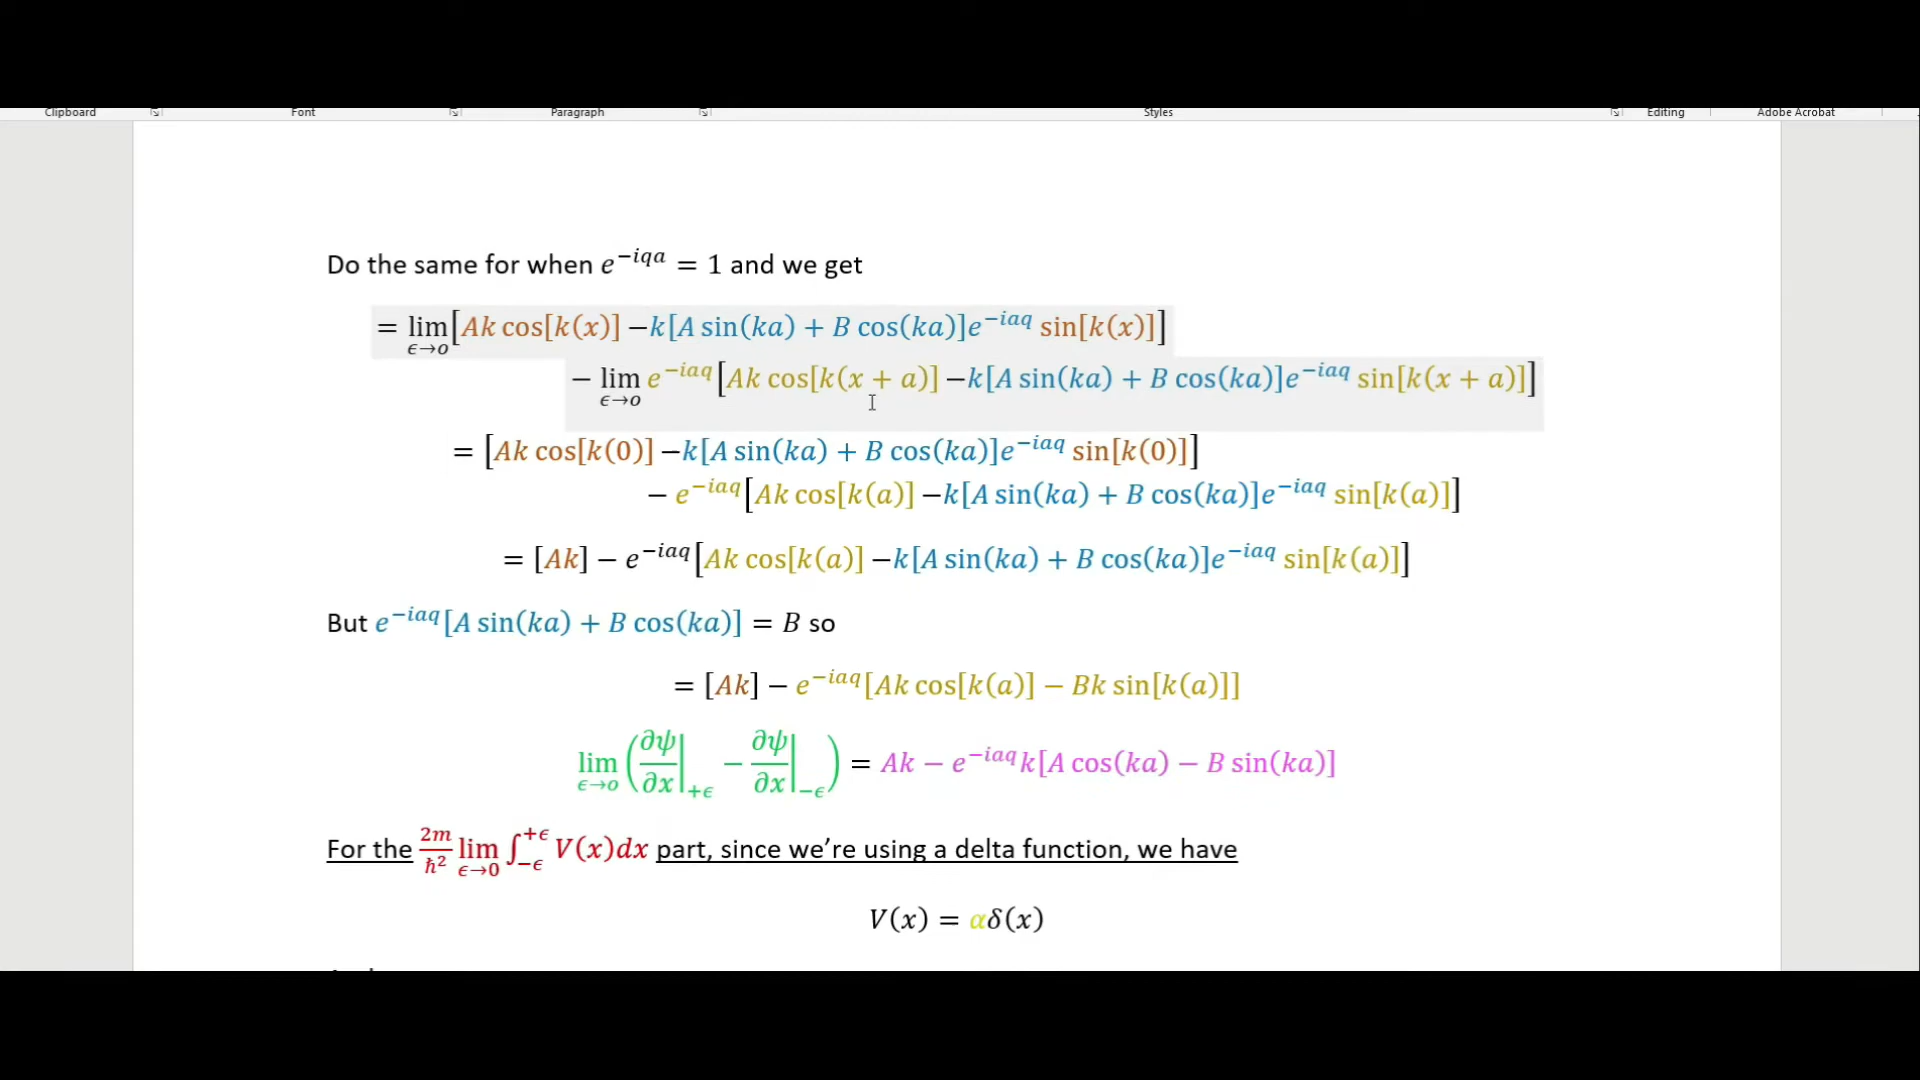 Clipboard Font Paragraph Styles Editing Adobe Acrobat
Do the same for when e^{−iqa} = 1 and we get
= lim_{ϵ→o}[Ak cos[k(x)] −k[A sin(ka) + B cos(ka)]e^{−iaq} sin[k(x)]]
− lim_{ϵ→o} e^{−iaq}[Ak cos[k(x + a)] −k[A sin(ka) + B cos(ka)]e^{−iaq} sin[k(x + a)]]
= [Ak cos[k(0)] −k[A sin(ka) + B cos(ka)]e^{−iaq} sin[k(0)]]
− e^{−iaq}[Ak cos[k(a)] −k[A sin(ka) + B cos(ka)]e^{−iaq} sin[k(a)]]
= [Ak] − e^{−iaq}[Ak cos[k(a)] −k[A sin(ka) + B cos(ka)]e^{−iaq} sin[k(a)]]
But e^{−iaq}[A sin(ka) + B cos(ka)] = B so
= [Ak] − e^{−iaq}[Ak cos[k(a)] − Bk sin[k(a)]]
lim_{ϵ→o} (∂ψ/∂x|_{+ϵ} − ∂ψ/∂x|_{−ϵ}) = Ak − e^{−iaq}k[A cos(ka) − B sin(ka)]
For the 2m/ℏ² lim_{ϵ→0} ∫_{−ϵ}^{+ϵ} V(x)dx part, since we’re using a delta function, we have
V(x) = αδ(x)